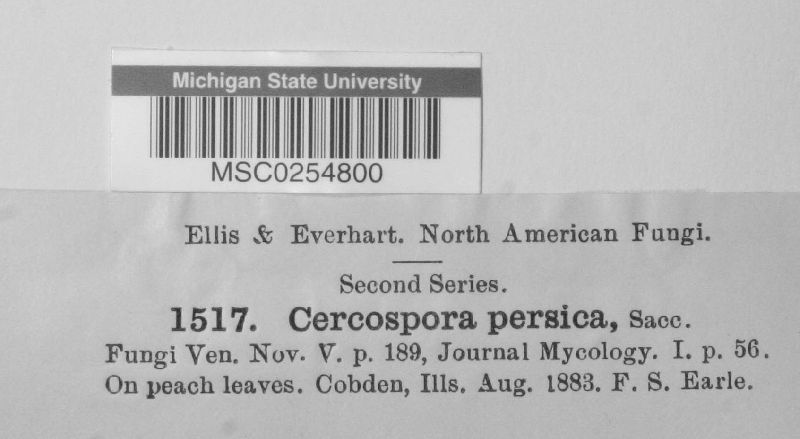 Michigan State University
MSC0254800
Ellis & Everhart. North American Fungi.
Second Series.
1517. Cercospora persica, Sacc.
Fungi Ven. Nov. V. p. 189, Journal Mycology. I. p. 56.
On peach leaves. Cobden, Ills. Aug. 1883. F. S. Earle.